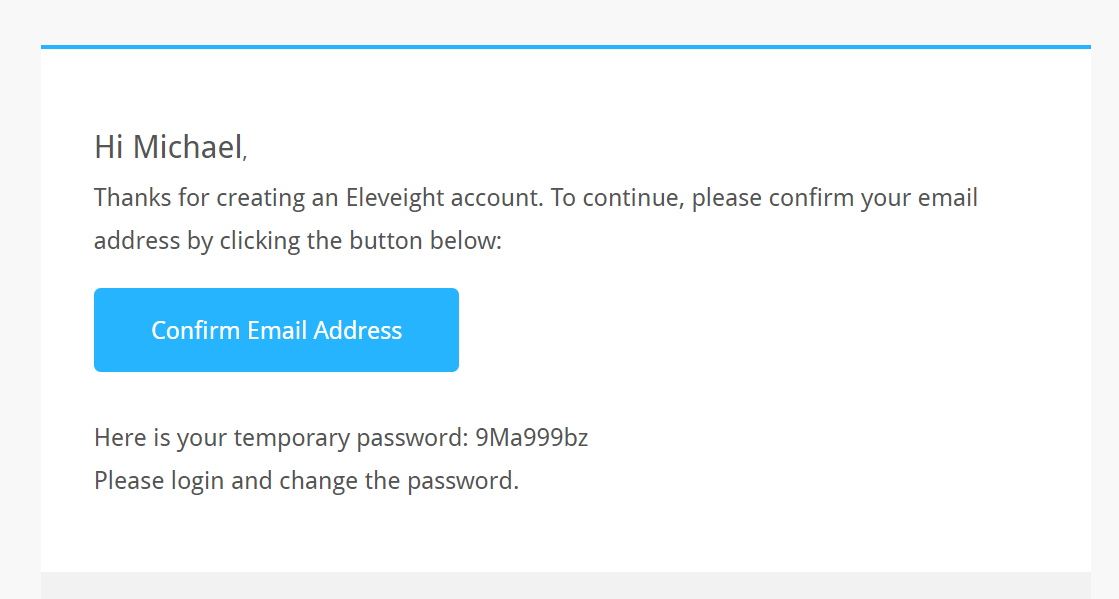 Hi Michael,
Thanks for creating an Eleveight account. To continue, please confirm your email
address by clicking the button below:
Confirm Email Address
Here is your temporary password: 9Ma999bz
Please login and change the password.